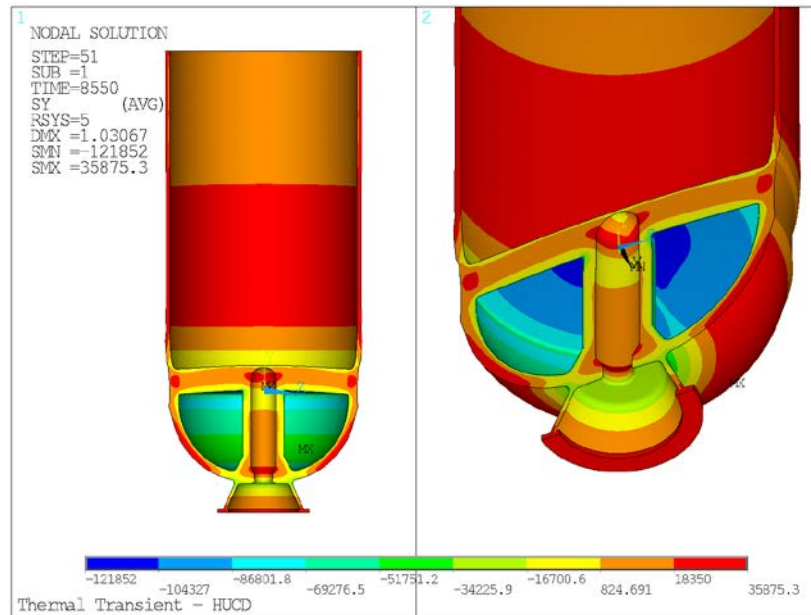 1
NODAL SOLUTION
STEP=51
SUB =1
TIME=8550
SY (AVG)
RSYS=5
DMX =1.03067
SMN =-121852
SMX =35875.3
Z
MX
2
MN
MX
-121852 -104327 -86801.8 -69276.5 -51751.2 -34225.9 -16700.6 824.691 18350 35875.3
Thermal Transient - HUCD